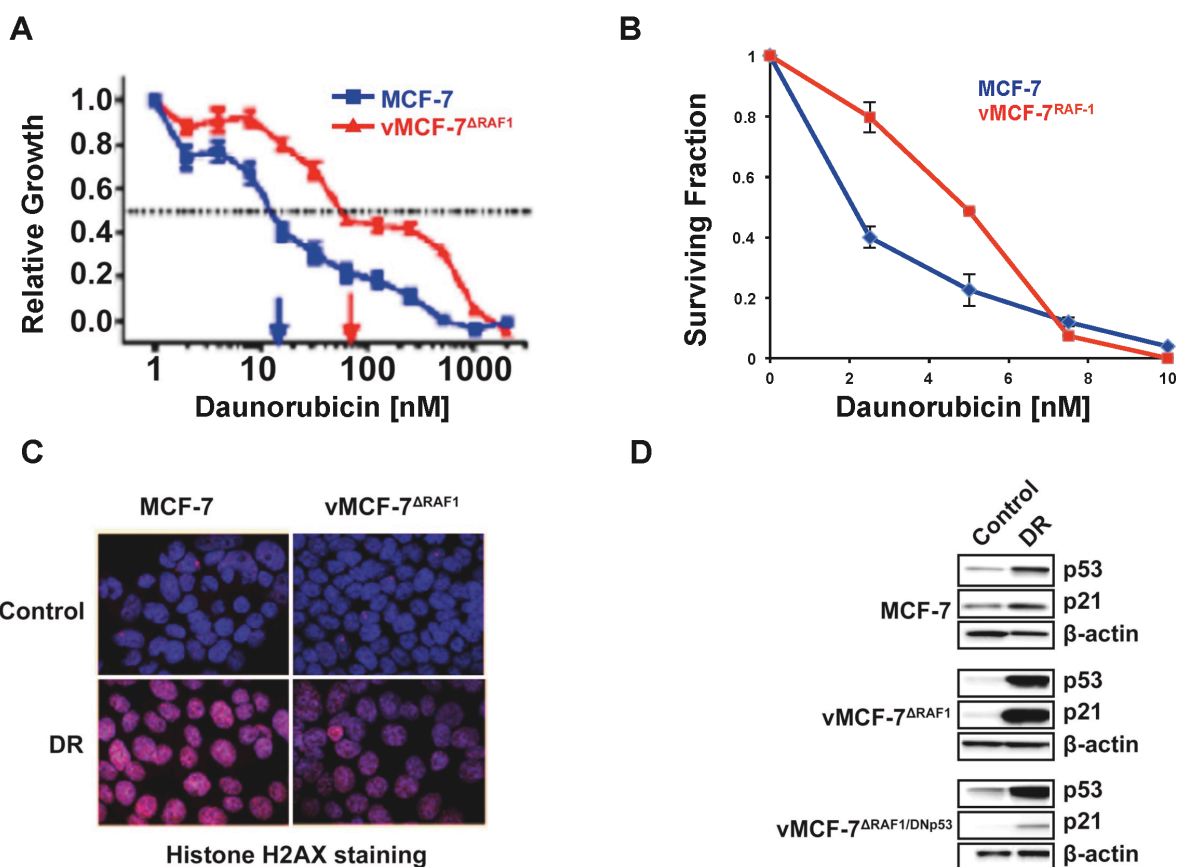 A
1.0
0.8
0.6
0.4
0.2
0.0
Relative Growth
MCF-7
vMCF-7ΔRAF1
1 10 100 1000
Daunorubicin [nM]
B
1
0.8
0.6
0.4
0.2
0
Surviving Fraction
MCF-7
vMCF-7RAF-1
0 2 4 6 8 10
Daunorubicin [nM]
C
MCF-7 vMCF-7ΔRAF1
Control
DR
Histone H2AX staining
D
Control DR
MCF-7
p53
p21
β-actin
vMCF-7ΔRAF1
p53
p21
β-actin
vMCF-7ΔRAF1/DNp53
p53
p21
β-actin